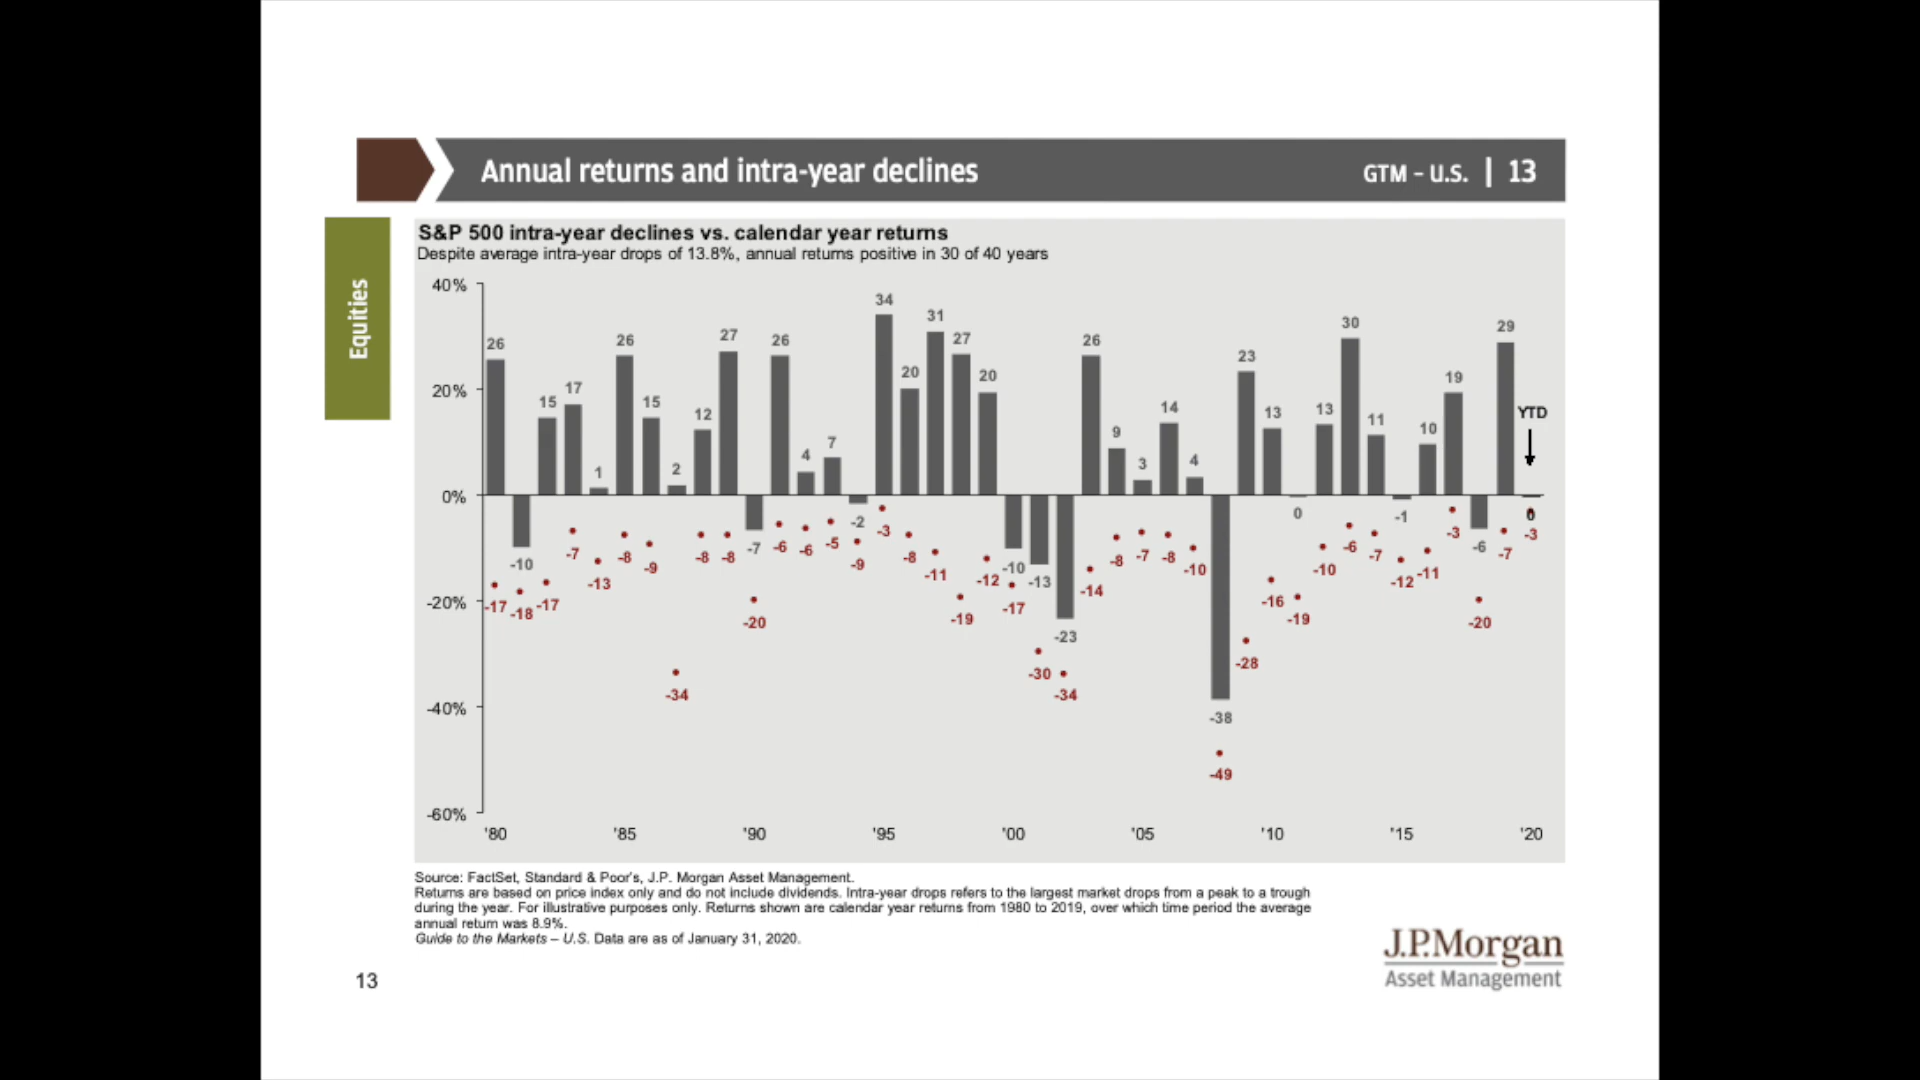 Annual returns and intra-year declines
GTM – U.S. | 13
Equities
S&P 500 intra-year declines vs. calendar year returns
Despite average intra-year drops of 13.8%, annual returns positive in 30 of 40 years
40%
20%
0%
-20%
-40%
-60%
26 -10 15 17 1 26 15 2 12 27 -7 26 4 7 -2 34 20 31 27 20 -10 -13 -23 26 9 3 14 4 -38 23 13 0 13 30 11 -1 10 19 -6 29 0
YTD
-17 -18 -17 -7 -13 -8 -9 -34 -8 -8 -20 -6 -6 -5 -9 -3 -8 -11 -19 -12 -17 -30 -34 -14 -8 -7 -8 -10 -49 -28 -16 -19 -10 -6 -7 -12 -11 -3 -20 -7 -3
'80 '85 '90 '95 '00 '05 '10 '15 '20
Source: FactSet, Standard & Poor's, J.P. Morgan Asset Management.
Returns are based on price index only and do not include dividends. Intra-year drops refers to the largest market drops from a peak to a trough
during the year. For illustrative purposes only. Returns shown are calendar year returns from 1980 to 2019, over which time period the average
annual return was 8.9%.
Guide to the Markets – U.S. Data are as of January 31, 2020.
J.P.Morgan
Asset Management
13